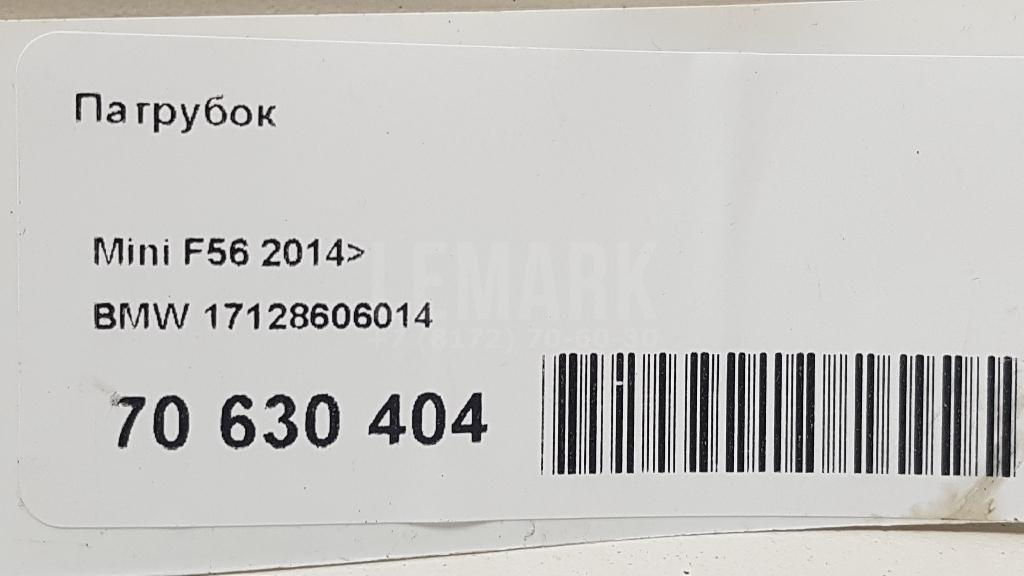 Патрубок
Mini F56 2014>
LEMARK
BMW 17128606014
+7 (8172) 70-60-30
70 630 404